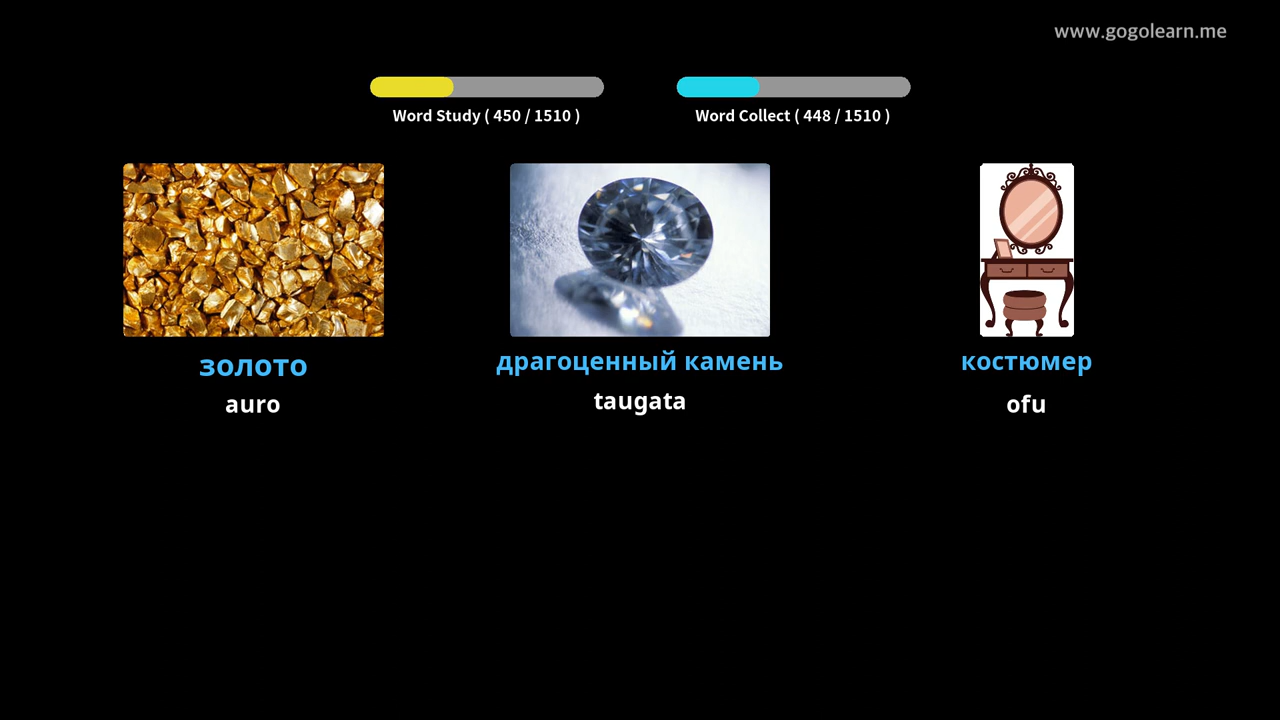 www.gogolearn.me
Word Study ( 450 / 1510 )
Word Collect ( 448 / 1510 )
золото
драгоценный камень
костюмер
auro
taugata
ofu